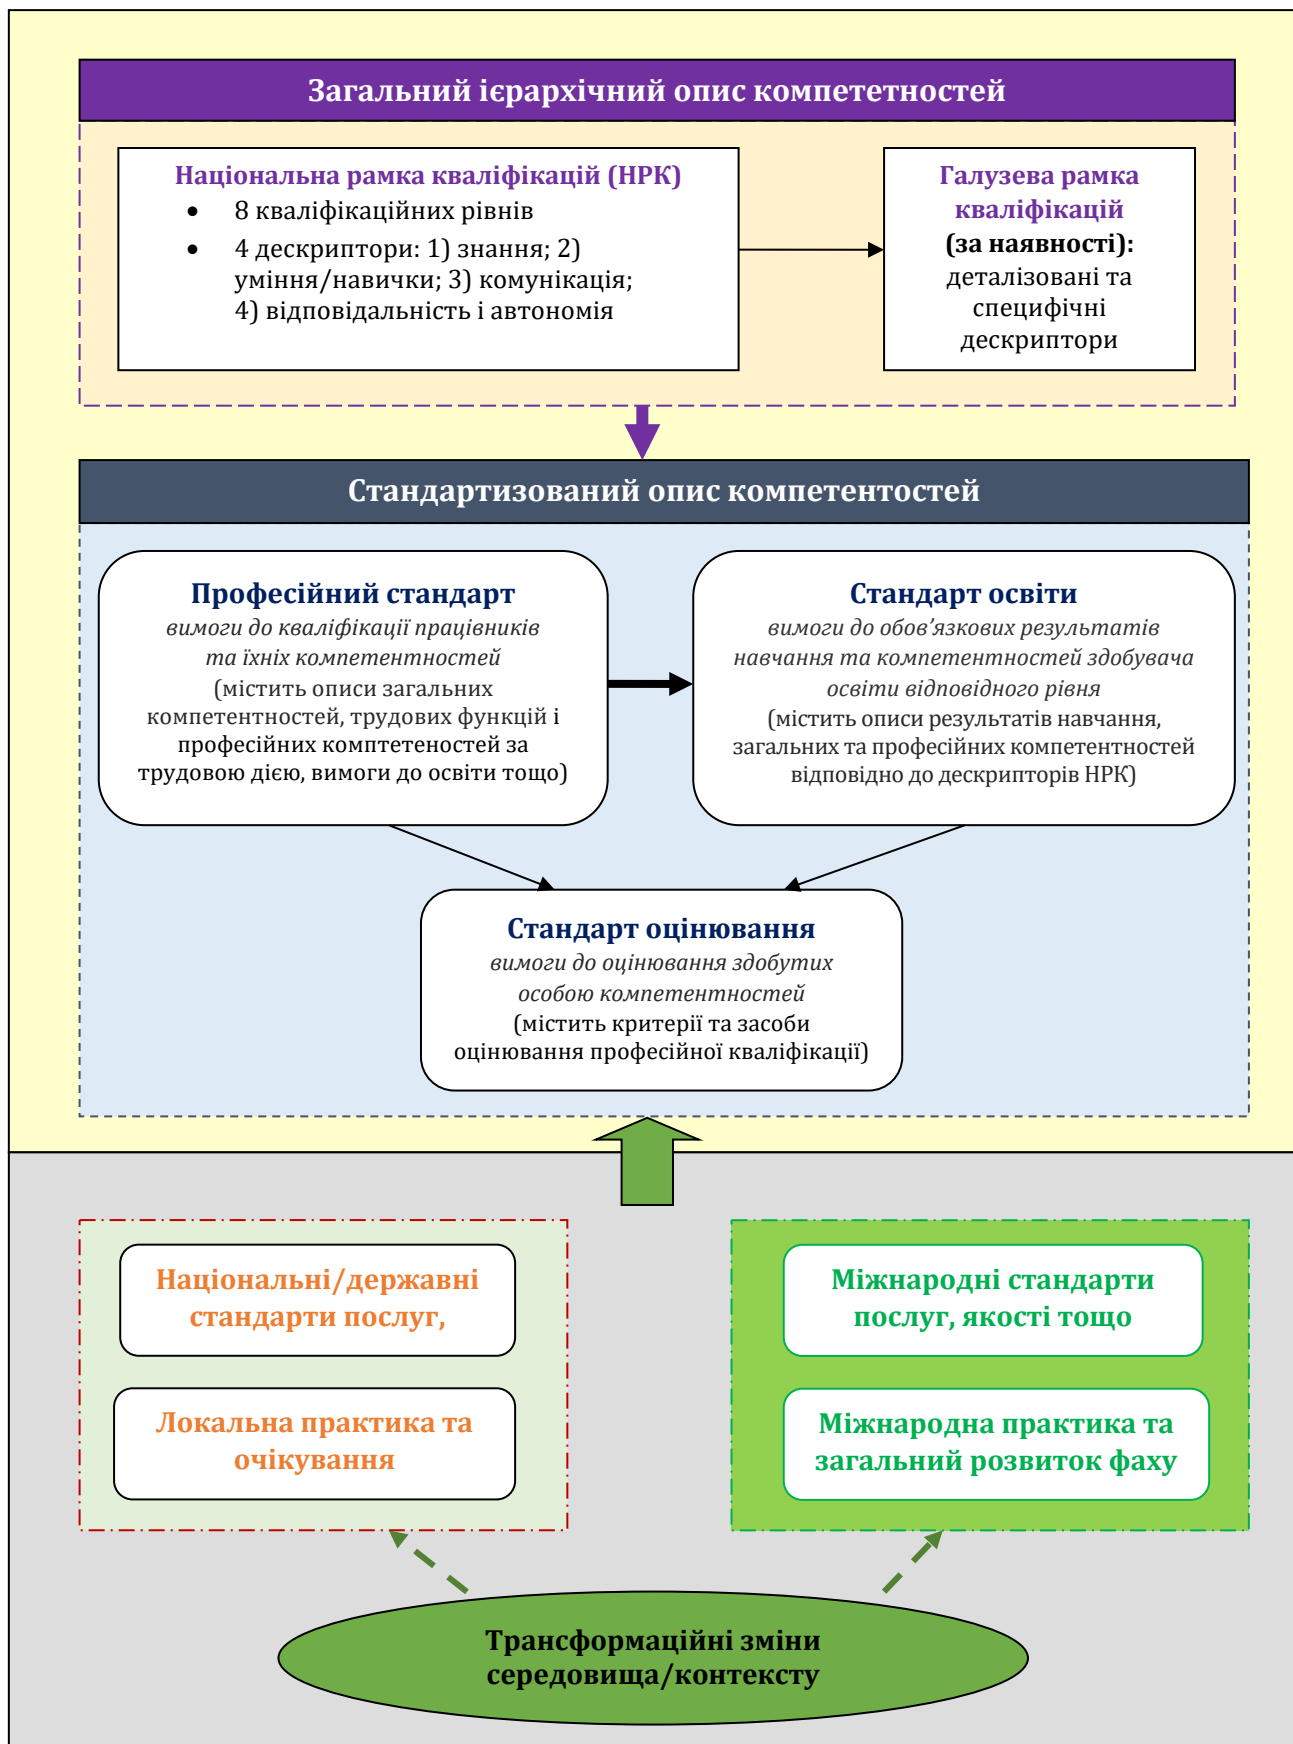 Загальний ієрархічний опис компететностей
Національна рамка кваліфікацій (НРК)
• 8 кваліфікаційних рівнів
• 4 дескриптори: 1) знання; 2)
уміння/навички; 3) комунікація;
4) відповідальність і автономія
Галузева рамка
кваліфікацій
(за наявності):
деталізовані та
специфічні
дескриптори
Стандартизований опис компетентостей
Професійний стандарт
вимоги до кваліфікації працівників
та їхніх компетентностей
(містить описи загальних
компетентностей, трудових функцій і
професійних комптетеностей за
трудовою дією, вимоги до освіти тощо)
Стандарт освіти
вимоги до обов’язкових результатів
навчання та компетентностей здобувача
освіти відповідного рівня
(містить описи результатів навчання,
загальних та професійних компетентностей
відповідно до дескрипторів НРК)
Стандарт оцінювання
вимоги до оцінювання здобутих
особою компетентностей
(містить критерії та засоби
оцінювання професійної кваліфікації)
Національні/державні
стандарти послуг,
Локальна практика та
очікування
Міжнародні стандарти
послуг, якості тощо
Міжнародна практика та
загальний розвиток фаху
Трансформаційні зміни
середовища/контексту